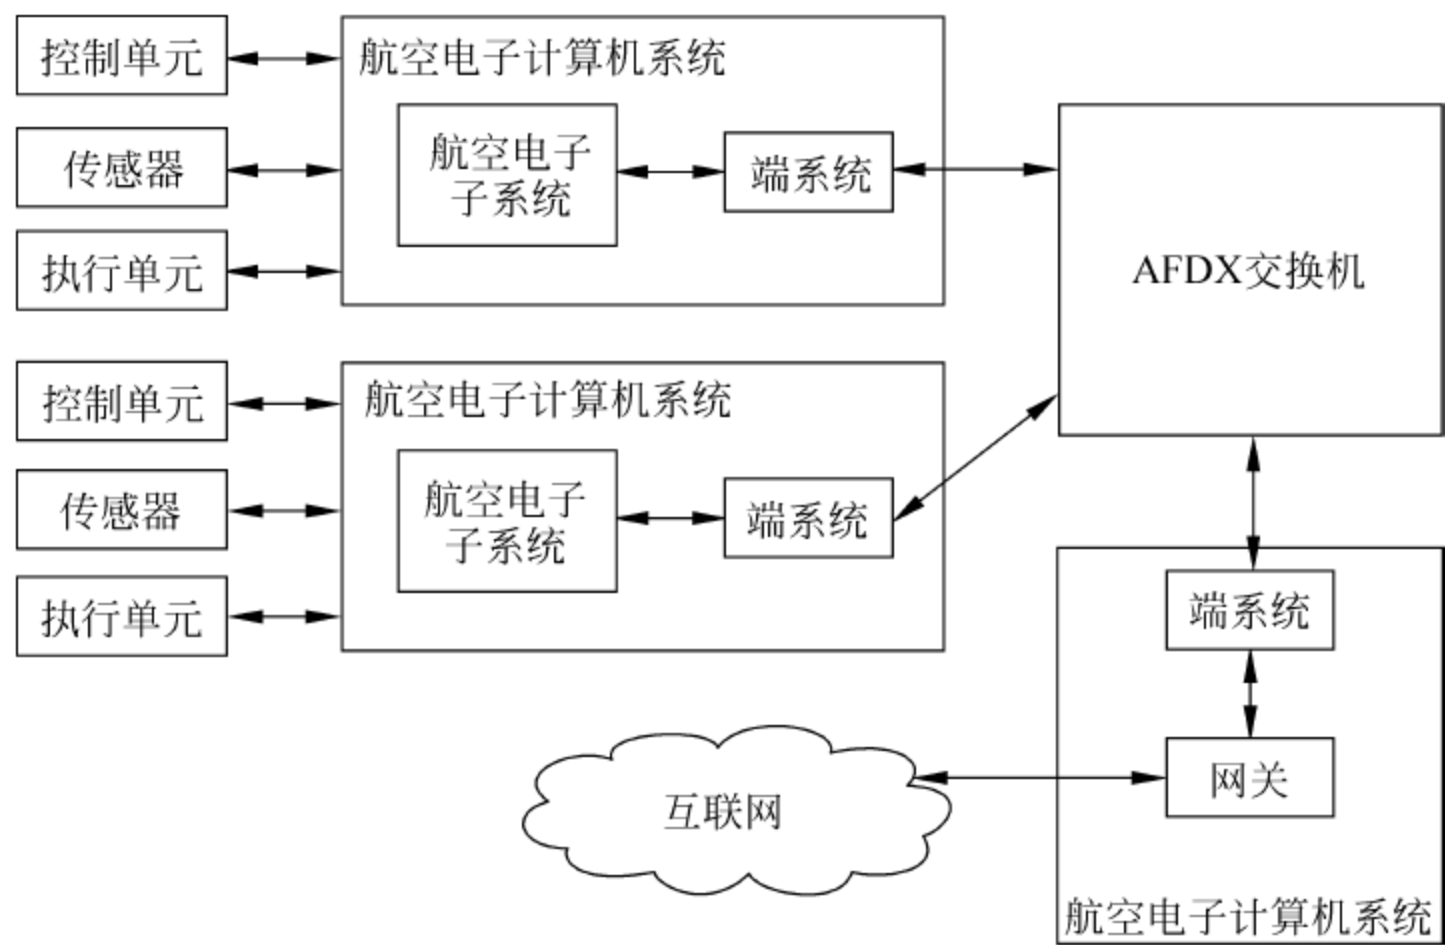 控制单元
传感器
执行单元
航空电子计算机系统
航空电子
子系统
端系统
AFDX交换机
控制单元
传感器
执行单元
航空电子计算机系统
航空电子
子系统
端系统
端系统
网关
互联网
航空电子计算机系统